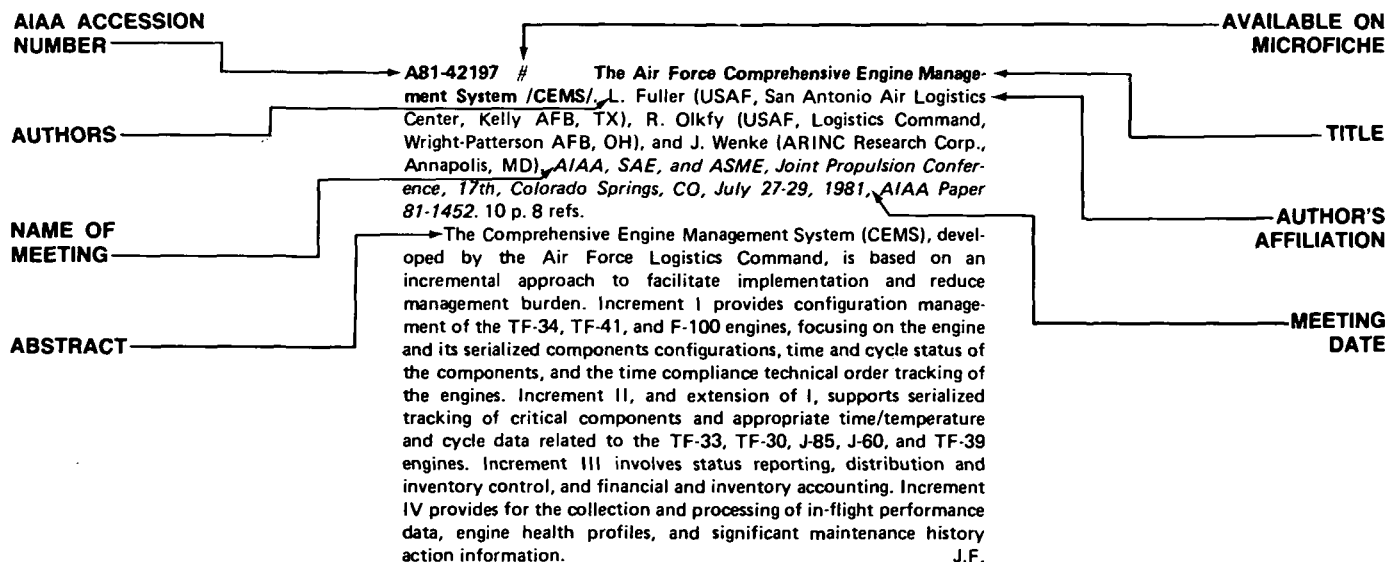 AIAA ACCESSION
NUMBER
AVAILABLE ON
MICROFICHE
A81-42197 # The Air Force Comprehensive Engine Manage-
ment System /CEMS/. L. Fuller (USAF, San Antonio Air Logistics
Center, Kelly AFB, TX), R. Olkfy (USAF, Logistics Command,
Wright-Patterson AFB, OH), and J. Wenke (ARINC Research Corp.,
Annapolis, MD). AIAA, SAE, and ASME, Joint Propulsion Confer-
ence, 17th, Colorado Springs, CO, July 27-29, 1981, AIAA Paper
81-1452. 10 p. 8 refs.
AUTHORS
TITLE
NAME OF
MEETING
AUTHOR'S
AFFILIATION
The Comprehensive Engine Management System (CEMS), devel-
oped by the Air Force Logistics Command, is based on an
incremental approach to facilitate implementation and reduce
management burden. Increment I provides configuration manage-
ment of the TF-34, TF-41, and F-100 engines, focusing on the engine
and its serialized components configurations, time and cycle status of
the components, and the time compliance technical order tracking of
the engines. Increment II, and extension of I, supports serialized
tracking of critical components and appropriate time/temperature
and cycle data related to the TF-33, TF-30, J-85, J-60, and TF-39
engines. Increment III involves status reporting, distribution and
inventory control, and financial and inventory accounting. Increment
IV provides for the collection and processing of in-flight performance
data, engine health profiles, and significant maintenance history
action information. J.F.
ABSTRACT
MEETING
DATE